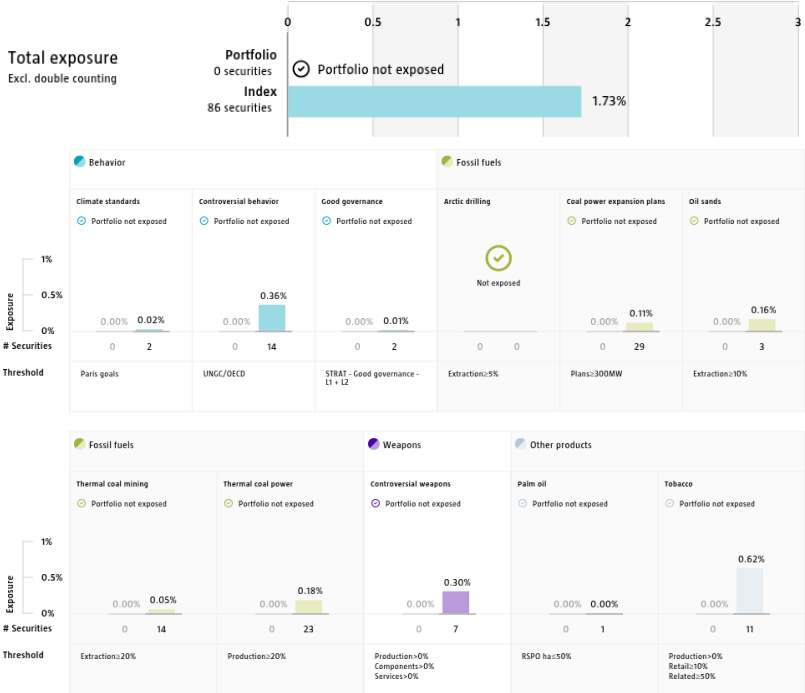 0 0.5 1 1.5 2 2.5 3
Total exposure
Excl. double counting
Portfolio
0 securities
Portfolio not exposed
Index
86 securities
1.73%
Behavior
Fossil fuels
Climate standards Controversial behavior Good governance Arctic drilling Coal power expansion plans Oil sands
Portfolio not exposed Portfolio not exposed Portfolio not exposed Portfolio not exposed Portfolio not exposed
Not exposed
Exposure
1%
0.5%
0%
0.00% 0.02% 0.00% 0.36% 0.00% 0.01% 0.00% 0.11% 0.00% 0.16%
# Securities 0 2 0 14 0 2 0 0 0 29 0 3
Threshold Paris goals UNGC/OECD STRAT - Good governance - Extraction≥5% Plans≥300MW Extraction≥10%
L1 + L2
Fossil fuels
Weapons
Other products
Thermal coal mining Thermal coal power Controversial weapons Palm oil Tobacco
Portfolio not exposed Portfolio not exposed Portfolio not exposed Portfolio not exposed Portfolio not exposed
Exposure
1%
0.5%
0%
0.00% 0.05% 0.00% 0.18% 0.00% 0.30% 0.00% 0.00% 0.00% 0.62%
# Securities 0 14 0 23 0 7 0 1 0 11
Threshold Extraction≥20% Production≥20% Production>0% RSPO ha≤50% Production>0%
Components>0% Retail≥10%
Services>0% Related≥50%